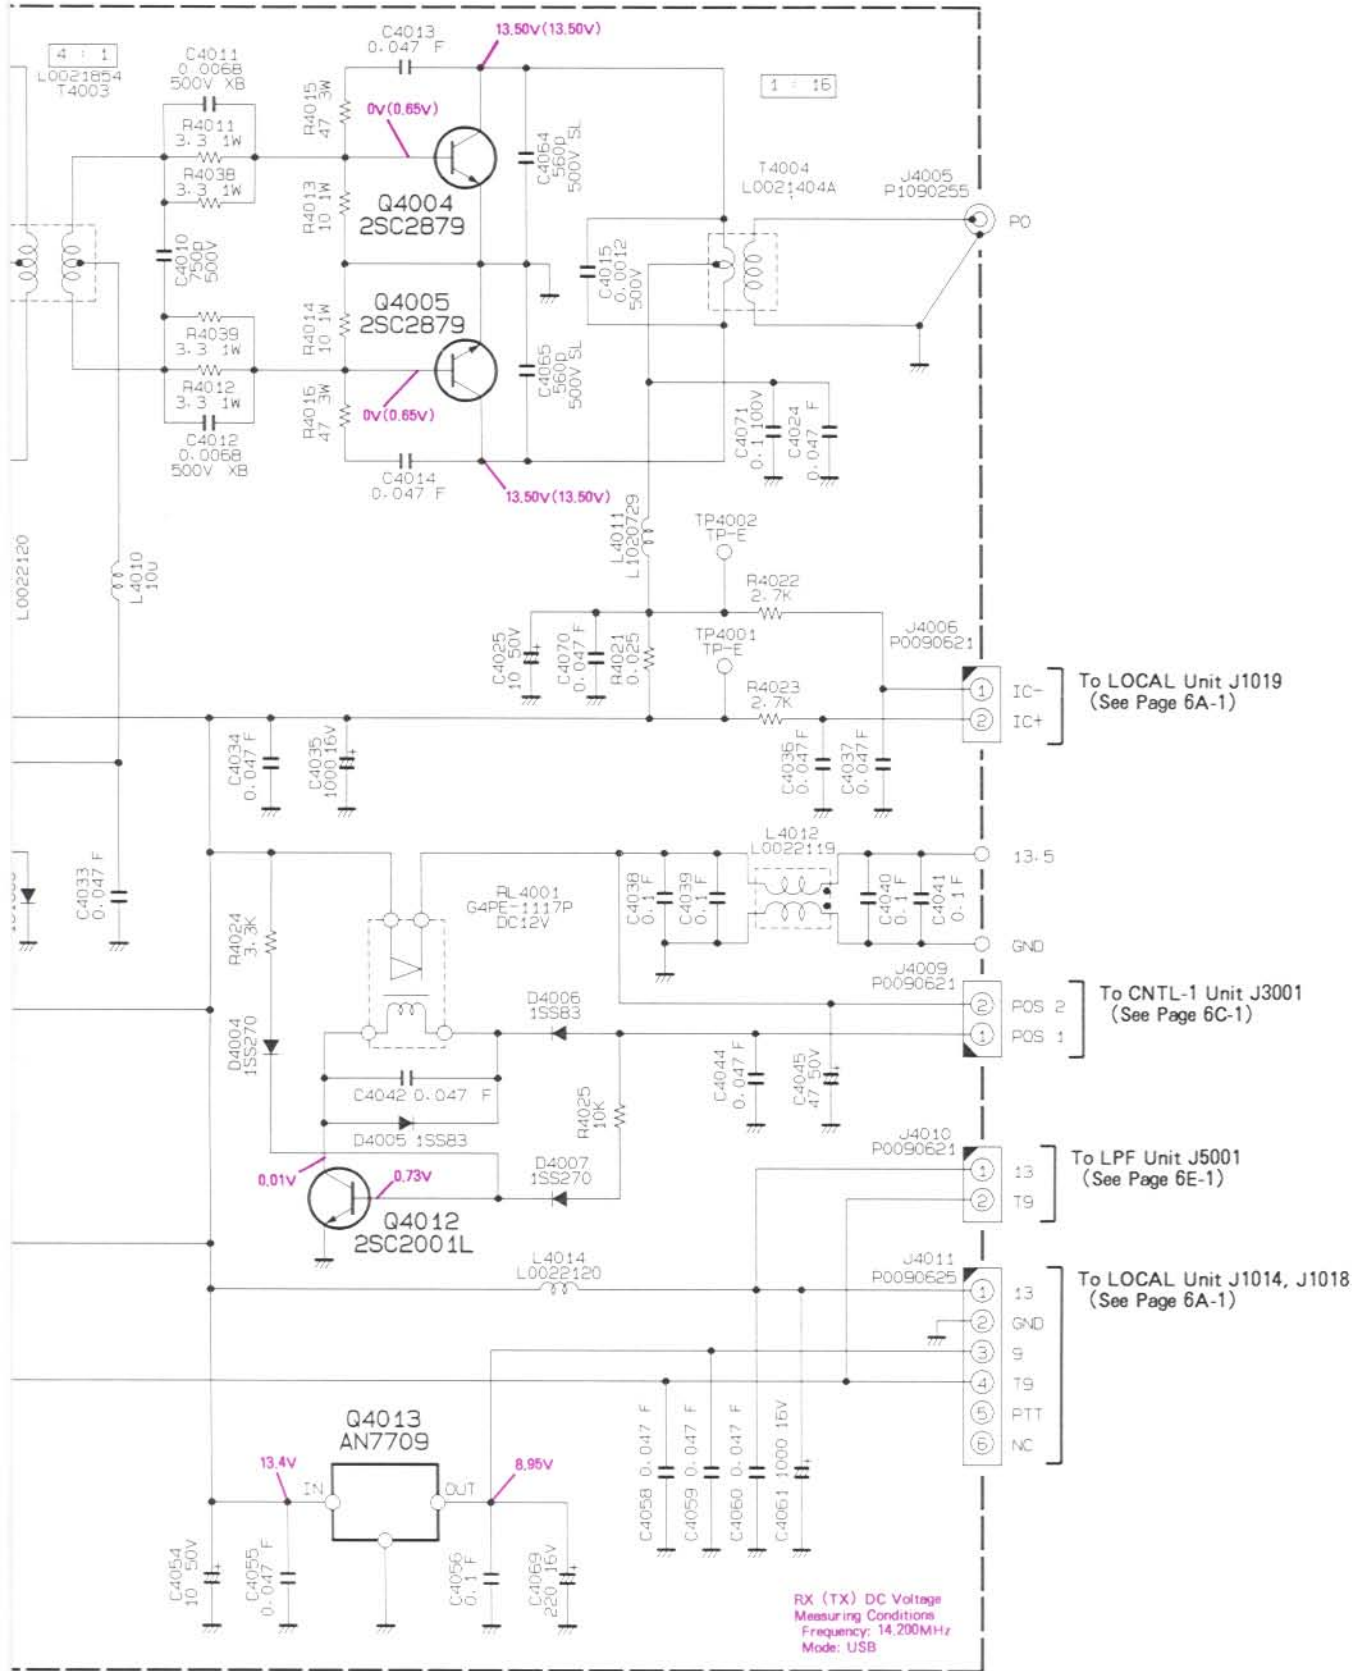 4 : 1
L0021854
T4003
C4011
0.0068
500V XB
R4011
3.3 1W
R4038
3.3 1W
C4010
750p
500V
R4039
3.3 1W
R4012
3.3 1W
C4012
0.0068
500V XB
C4013
0.047 F
R4015
47 3W
0V(0.65V)
R4013
10 1W
13.50V(13.50V)
Q4004
2SC2879
C4064
560p
500V SL
Q4005
2SC2879
R4014
10 1W
R4016
47 3W
0V(0.65V)
C4014
0.047 F
C4065
560p
500V SL
13.50V(13.50V)
1 : 16
T4004
L0021404A
J4005
P1090255
PO
C4015
0.0012
500V
C4071
0.1 100V
C4024
0.047 F
L0022120
L4010
10U
L4011
L1020729
TP4002
TP-E
R4022
2.7K
C4025
10 50V
C4070
0.047 F
R4021
0.025
TP4001
TP-E
R4023
2.7K
J4006
P0090621
1 IC-
2 IC+
To LOCAL Unit J1019
(See Page 6A-1)
C4034
0.047 F
C4035
1000 16V
C4036
0.047 F
C4037
0.047 F
C4033
0.047 F
R4024
3.3K
RL4001
G4PE-1117P
DC12V
C4038
0.1 F
C4039
0.1 F
L4012
L0022119
C4040
0.1 F
C4041
0.1 F
13.5
GND
D4004
1SS270
D4006
1SS83
J4009
P0090621
2 POS 2
1 POS 1
To CNTL-1 Unit J3001
(See Page 6C-1)
C4042 0.047 F
D4005 1SS83
R4025
10K
C4044
0.047 F
C4045
47 50V
0.01V
0.73V
D4007
1SS270
Q4012
2SC2001L
J4010
P0090621
1 13
2 T9
To LPF Unit J5001
(See Page 6E-1)
L4014
L0022120
J4011
P0090625
1 13
2 GND
3 9
4 T9
5 PTT
6 NC
To LOCAL Unit J1014, J1018
(See Page 6A-1)
Q4013
AN7709
13.4V
IN
OUT
8.95V
C4054
10 50V
C4055
0.047 F
C4056
0.1 F
C4069
220 16V
C4058 0.047 F
C4059 0.047 F
C4060 0.047 F
C4061 1000 16V
RX (TX) DC Voltage
Measuring Conditions
Frequency: 14.200MHz
Mode: USB